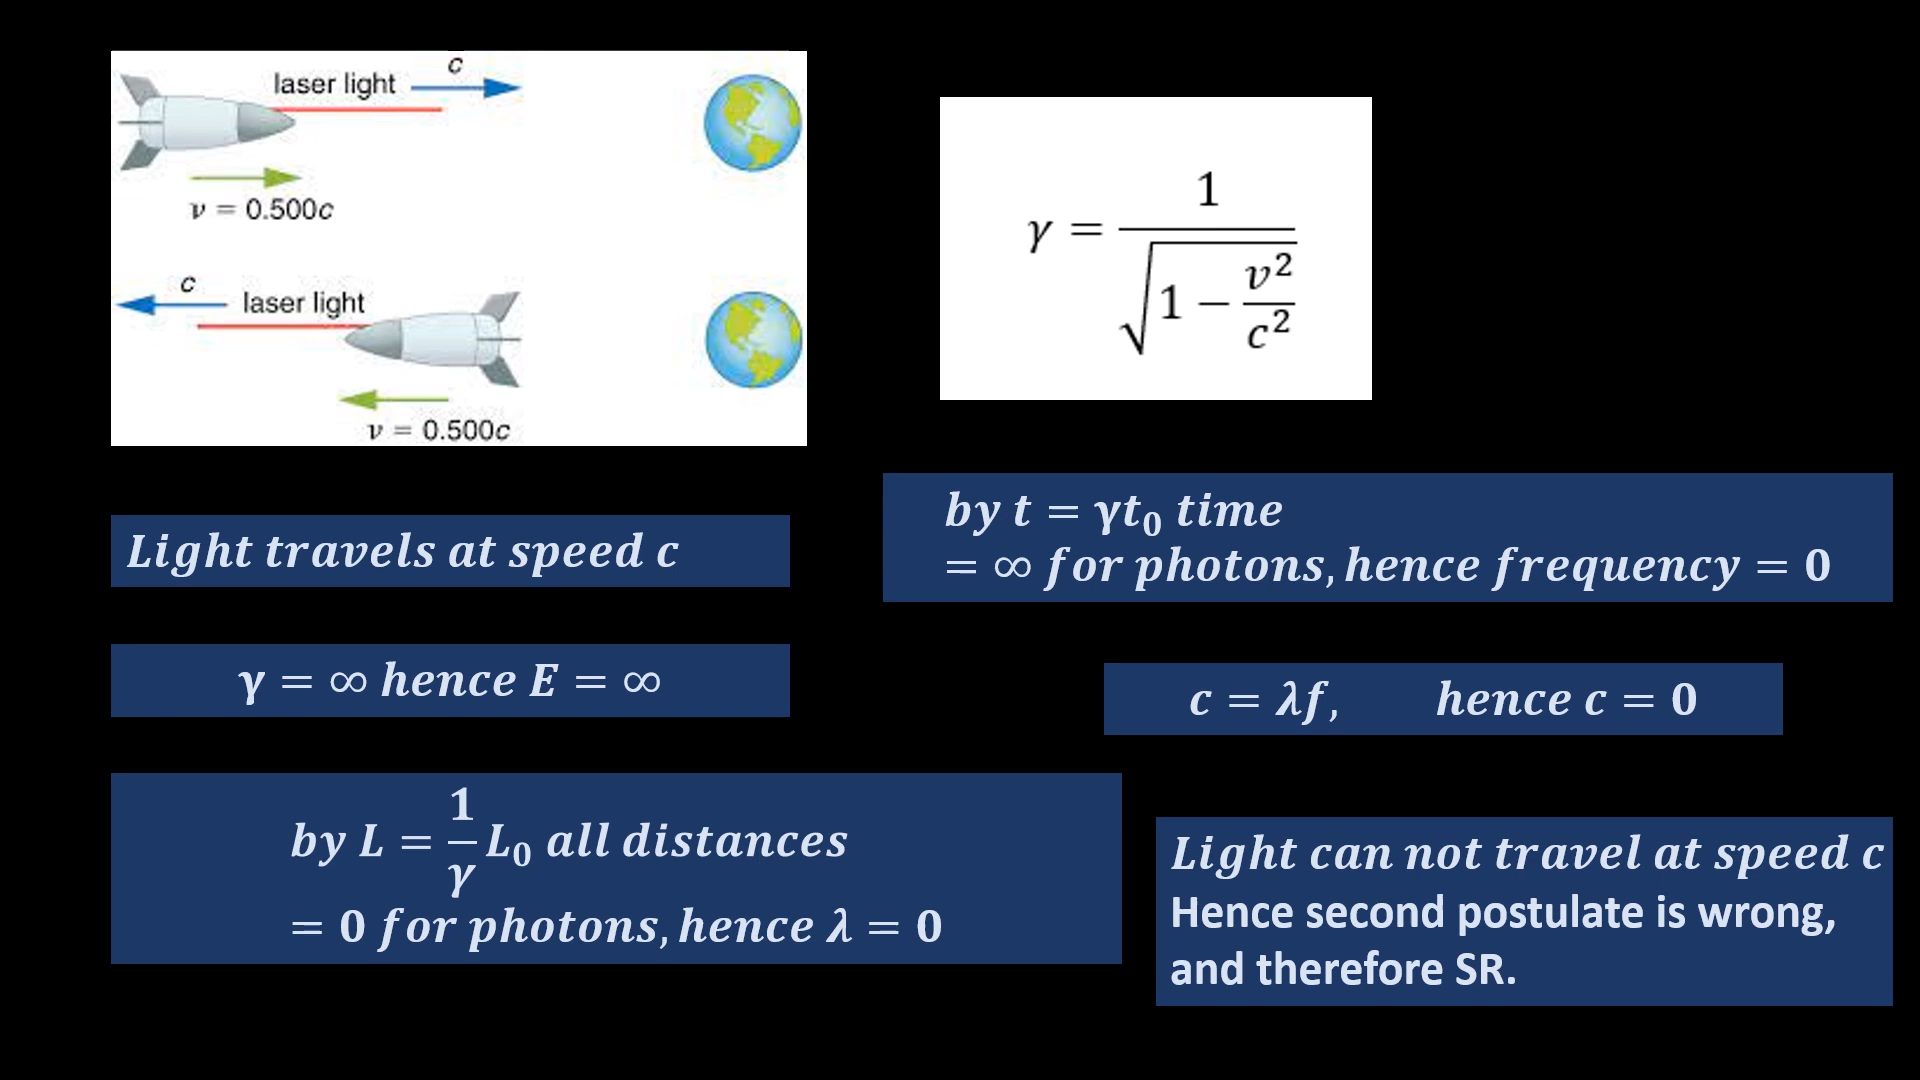 laser light c
v = 0.500c
c laser light
v = 0.500c
γ = 1 / √(1 − v²/c²)
Light travels at speed c
γ = ∞ hence E = ∞
by L = 1/γ L₀ all distances
= 0 for photons, hence λ = 0
by t = γt₀ time
= ∞ for photons, hence frequency = 0
c = λf, hence c = 0
Light can not travel at speed c
Hence second postulate is wrong,
and therefore SR.